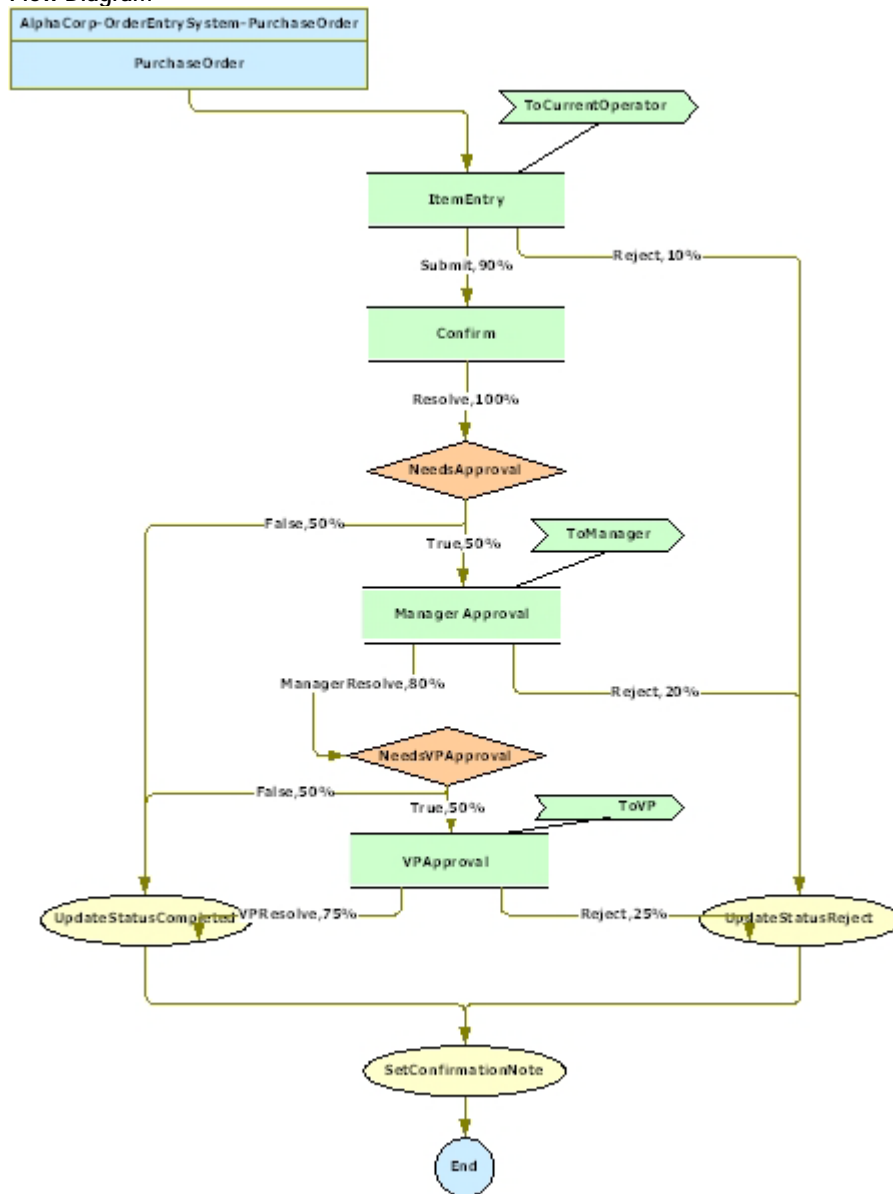 Flow Diagram
AlphaCorp-OrderEntrySystem-PurchaseOrder
PurchaseOrder
ToCurrentOperator
ItemEntry
Reject,10%
Submit,90%
Confirm
Resolve,100%
NeedsApproval
False,50%
True,50%
ToManager
Manager Approval
ManagerResolve,80%
Reject,20%
NeedsVPApproval
False,50%
True,50%
ToVP
VPApproval
UpdateStatusCompleted
VPResolve,75%
Reject,25%
UpdateStatusReject
SetConfirmationNote
End